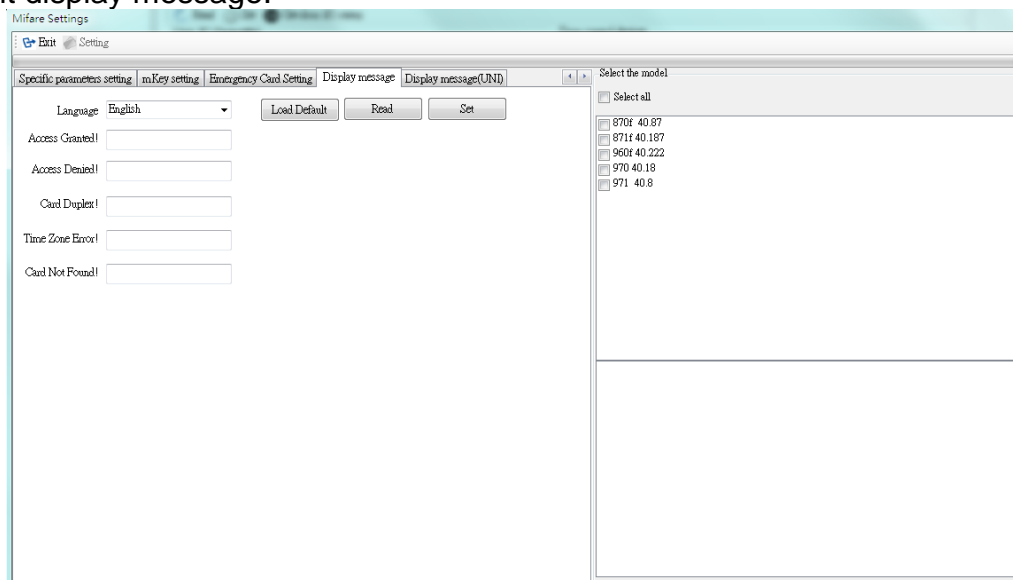 display message.
Mifare Settings
Exit Setting
Specific parameters setting mKey setting Emergency Card Setting Display message Display message(UNI)
Select the model
Select all
Language English Load Default Read Set
Access Granted!
Access Denied!
Card Duplex!
Time Zone Error!
Card Not Found!
870f 40.87
871f 40.187
960f 40.222
970 40.18
971 40.8